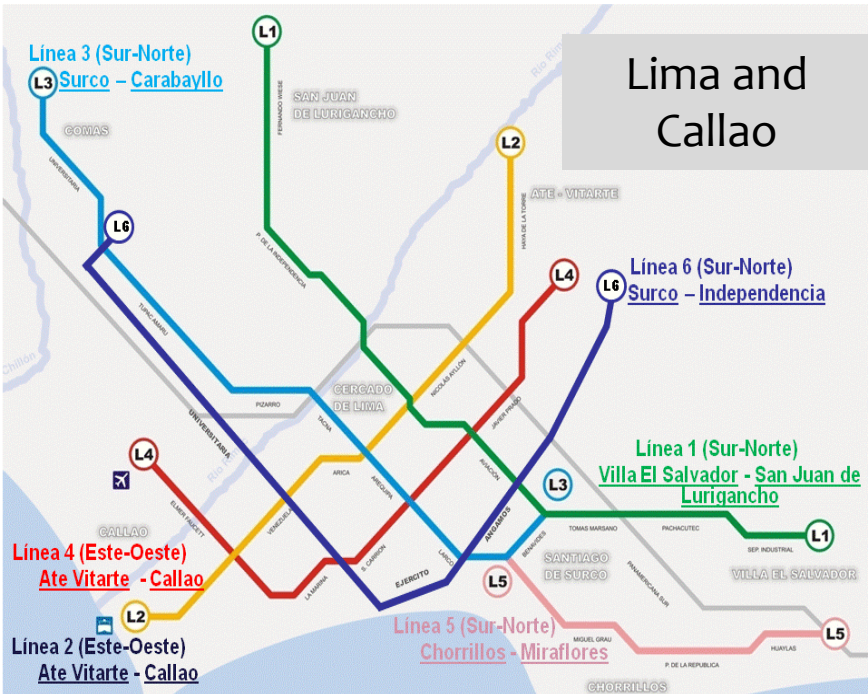 Lima and
Callao
Línea 3 (Sur-Norte)
Surco – Carabayllo
L1
L3
COMAS
FERNANDO WIESE
SAN JUAN
DE LURIGANCHO
L2
UNIVERSITARIA
ATE - VITARTE
HAYA DE LA TORRE
L6
P. DE LA INDEPENDENCIA
L4
Línea 6 (Sur-Norte)
L6
Surco – Independencia
TUPAC AMARU
Chillón
NICOLÁS AYLLÓN
CERCADO
DE LIMA
PIZARRO
TACNA
JAVIER PRADO
UNIVERSITARIA
L4
Línea 1 (Sur-Norte)
Villa El Salvador - San Juan de
Lurigancho
ARICA
AREQUIPA
AVIACIÓN
L3
ELMER FAUCETT
VENEZUELA
ANGAMOS
CALLAO
TOMAS MARSANO
PACHACUTEC
L1
SEP. INDUSTRIAL
Línea 4 (Este-Oeste)
Ate Vitarte - Callao
LARCO
BENAVIDES
S. CARRION
LA MARINA
EJERCITO
SANTIAGO
DE SURCO
PANAMERICANA SUR
VILLA EL SALVADOR
L5
L2
Línea 5 (Sur-Norte)
Chorrillos - Miraflores
MIGUEL GRAU
HUAYLAS
L5
Línea 2 (Este-Oeste)
Ate Vitarte - Callao
P. DE LA REPUBLICA
CHORRILLOS